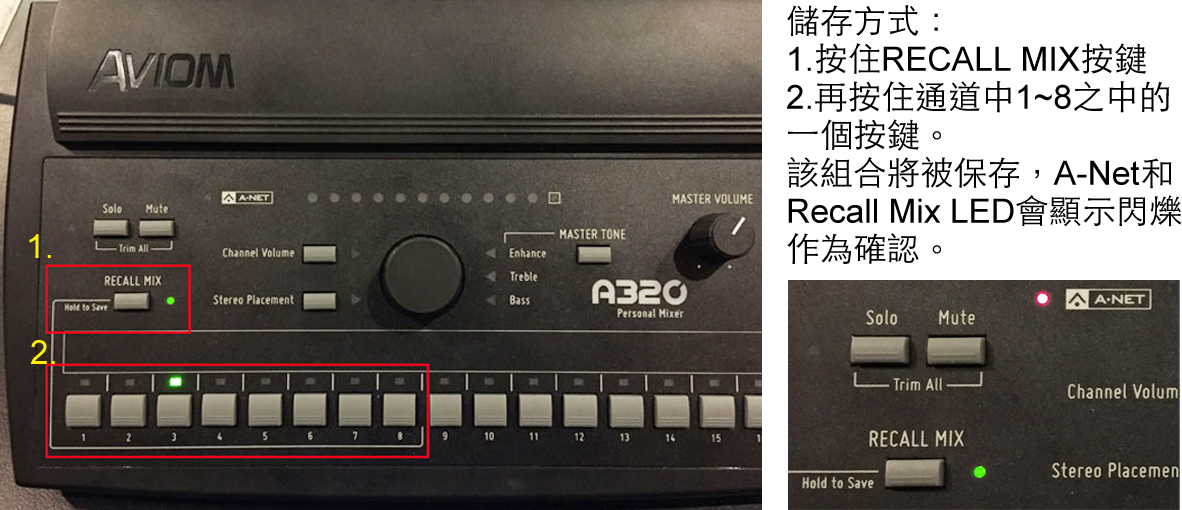 AVIOM
A-NET
MASTER VOLUME
Solo
Mute
Trim All
MASTER TONE
1.
Channel Volume
Enhance
RECALL MIX
Treble
Hold to Save
Stereo Placement
Bass
A320
Personal Mixer
2.
1
2
3
4
5
6
7
8
9
10
11
12
13
14
15
儲存方式：
1.按住RECALL MIX按鍵
2.再按住通道中1~8之中的
一個按鍵。
該組合將被保存，A-Net和
Recall Mix LED會顯示閃爍
作為確認。
A-NET
Solo
Mute
Trim All
Channel Volum
RECALL MIX
Stereo Placemen
Hold to Save